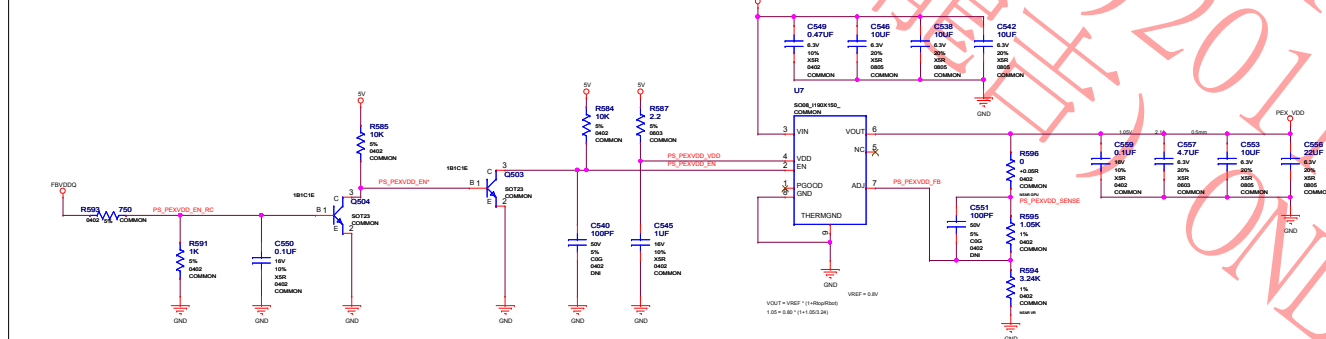 C549
0.47UF
6.3V
10%
X5R
0402
COMMON
C546
10UF
6.3V
20%
X5R
0805
COMMON
C538
10UF
6.3V
20%
X5R
0805
COMMON
C542
10UF
6.3V
20%
X5R
0805
COMMON
GND
U7
SO08_I190X150_
COMMON
3 VIN
VOUT 6
NC 5
4 VDD
2 EN
1 PGOOD
8 GND
ADJ 7
THERMGND
9
GND
5V
R585
10K
5%
0402
COMMON
5V
R584
10K
5%
0402
COMMON
5V
R587
2.2
5%
0603
COMMON
PS_PEXVDD_VDD
PS_PEXVDD_EN
FBVDDQ
R593 750
0402 5%
COMMON
PS_PEXVDD_EN_RC
R591
1K
5%
0402
COMMON
GND
C550
0.1UF
16V
10%
X5R
0402
COMMON
GND
1B1C1E
B 1
C 3
E 2
Q504
SOT23
COMMON
GND
PS_PEXVDD_EN*
1B1C1E
B 1
C 3
E 2
Q503
SOT23
COMMON
GND
C540
100PF
50V
5%
C0G
0402
DNI
GND
C545
1UF
16V
10%
X5R
0402
COMMON
GND
PS_PEXVDD_FB
C551
100PF
50V
5%
C0G
0402
DNI
R596
0
+0.05R
0402
COMMON
PS_PEXVDD_SENSE
R595
1.05K
1%
0402
COMMON
R594
3.24K
1%
0402
COMMON
GND
PEX_VDD
1.05V
0.5mm
C559
0.1UF
16V
10%
X5R
0402
COMMON
C557
4.7UF
6.3V
20%
X5R
0603
COMMON
C553
10UF
6.3V
20%
X5R
0805
COMMON
C556
22UF
6.3V
20%
X5R
0805
COMMON
GND
VREF = 0.8V
VOUT = VREF * (1+Rtop/Rbot)
1.05 = 0.80 * (1+1.05/3.24)